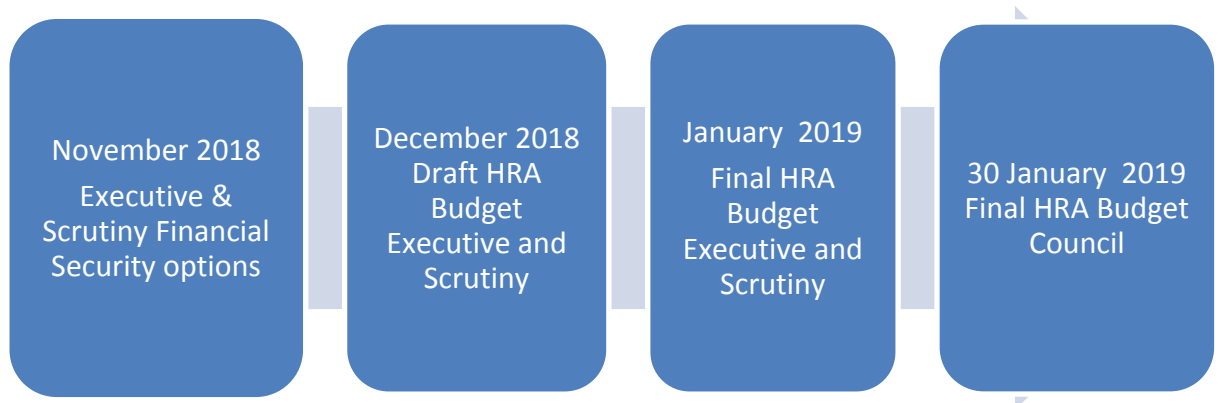 November 2018
Executive &
Scrutiny Financial
Security options
December 2018
Draft HRA
Budget
Executive and
Scrutiny
January  2019
Final HRA
Budget
Executive and
Scrutiny
30 January  2019
Final HRA Budget
Council